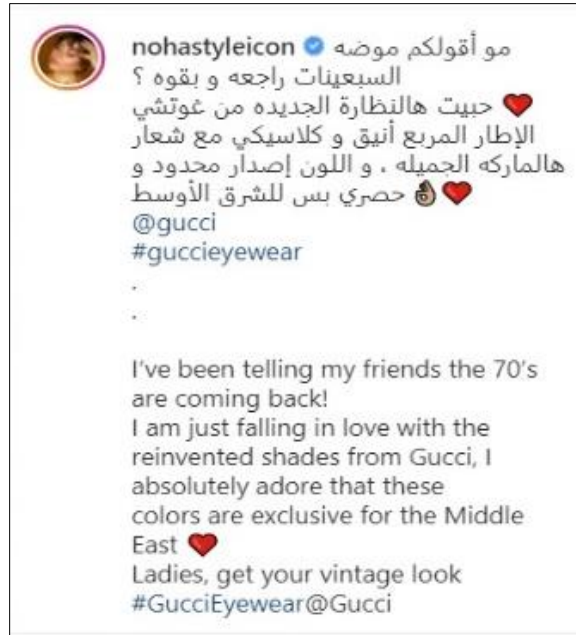 nohastyleicon مو أقولكم موضه
السبعينات راجعه و بقوه ؟
❤️ حبيت هالنظارة الجديده من غوتشي
الإطار المربع أنيق و كلاسيكي مع شعار
هالماركه الجميله ، و اللون إصدار محدود و
حصري بس للشرق الأوسط 👌🏽❤️
@gucci
#guccieyewear
.
.
I've been telling my friends the 70's
are coming back!
I am just falling in love with the
reinvented shades from Gucci, I
absolutely adore that these
colors are exclusive for the Middle
East ❤️
Ladies, get your vintage look
#GucciEyewear@Gucci